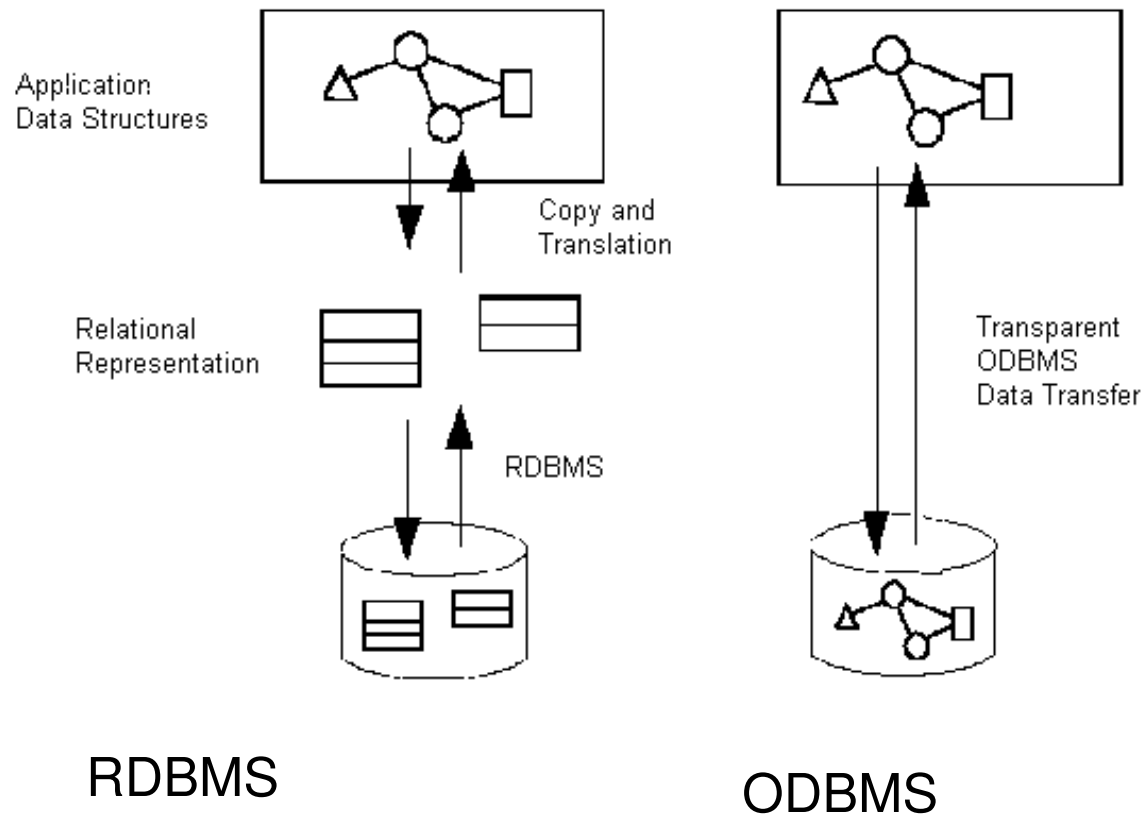 Application
Data Structures
Copy and
Translation
Relational
Representation
Transparent
ODBMS
Data Transfer
RDBMS
RDBMS
ODBMS